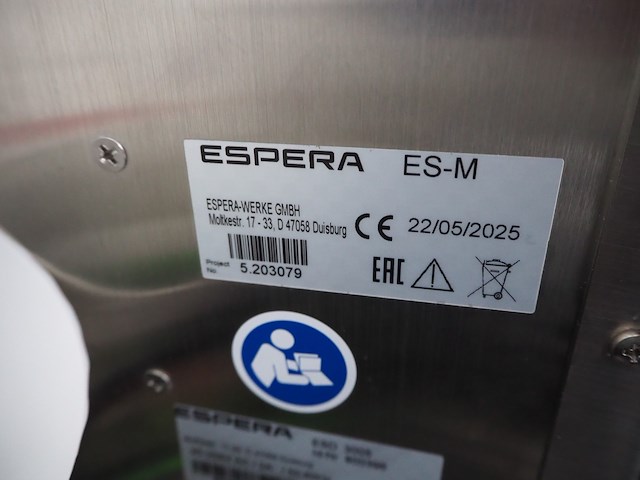 ESPERA ES-M
ESPERA-WERKE GMBH
Moltkestr. 17 - 33, D 47058 Duisburg
CE 22/05/2025
Project No 5.203079
EAC
ESPERA